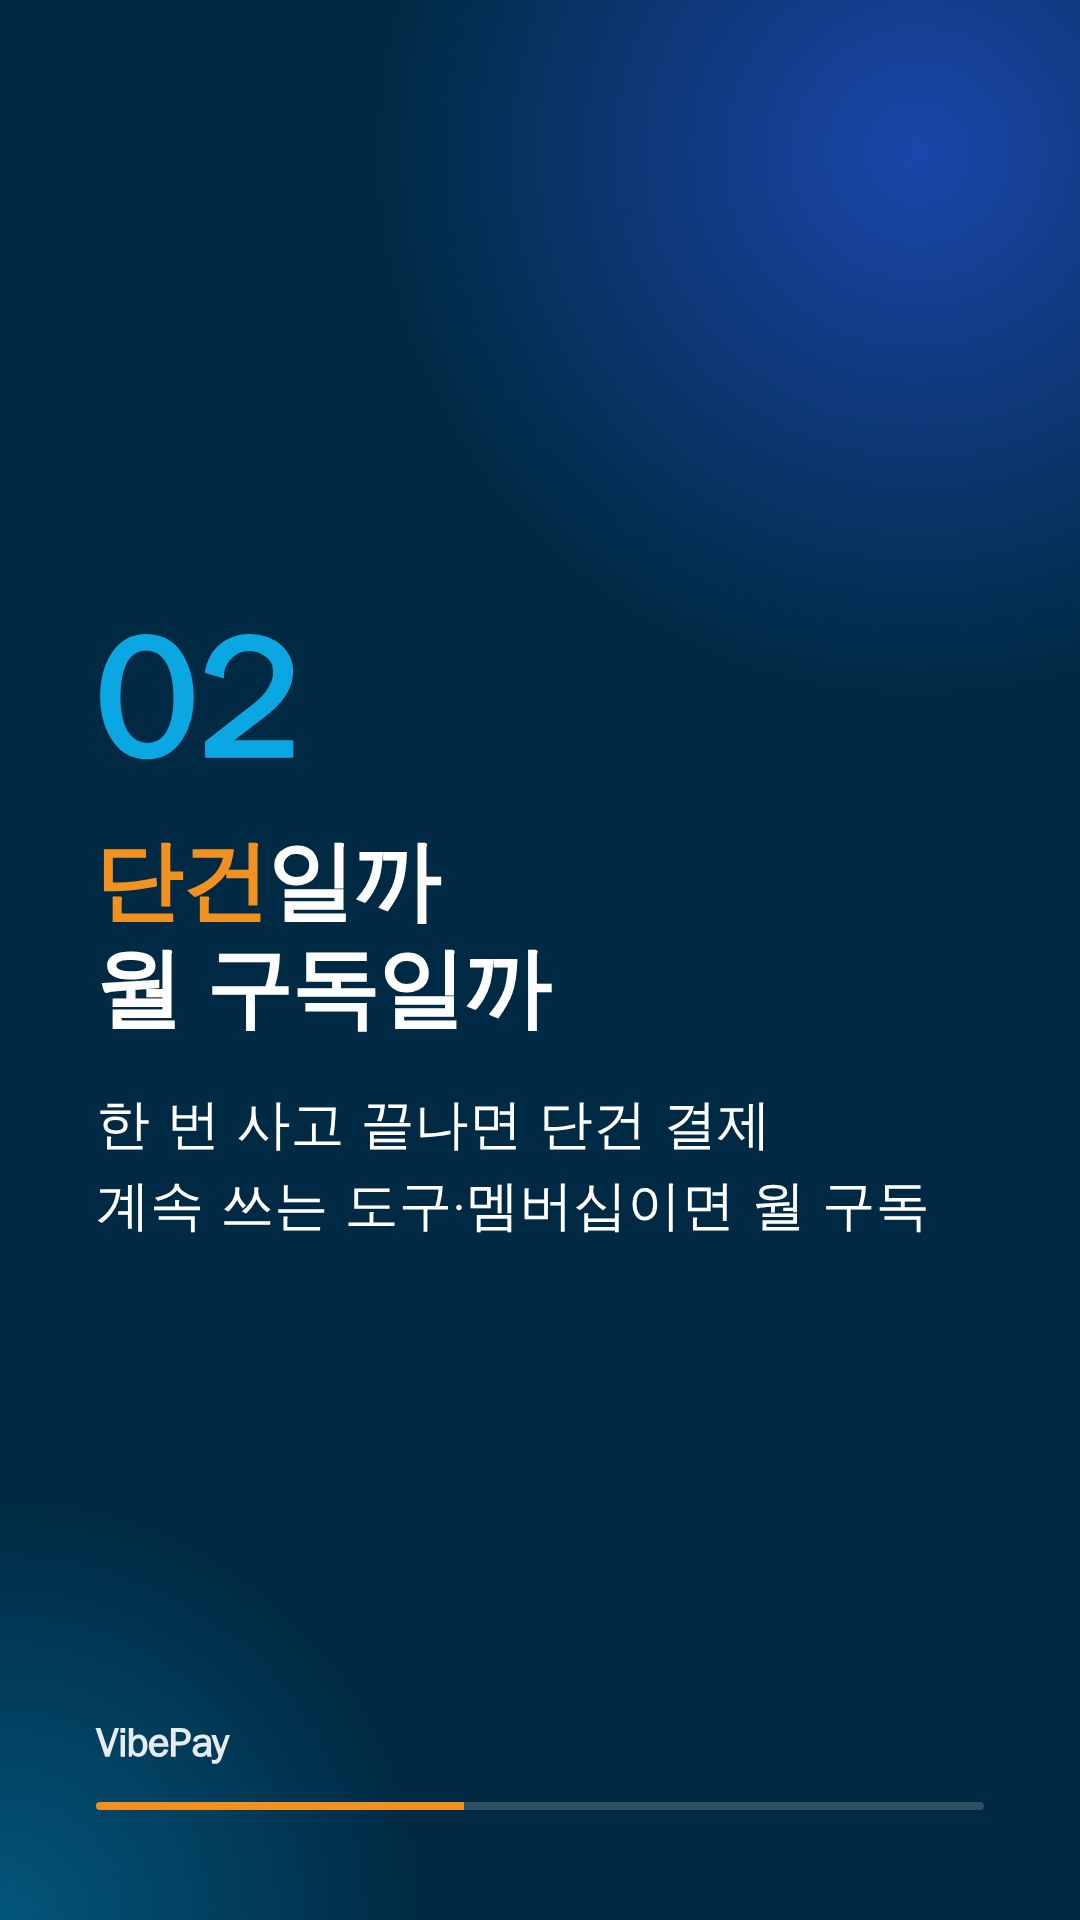 02
단건일까
월 구독일까
한 번 사고 끝나면 단건 결제
계속 쓰는 도구·멤버십이면 월 구독
VibePay